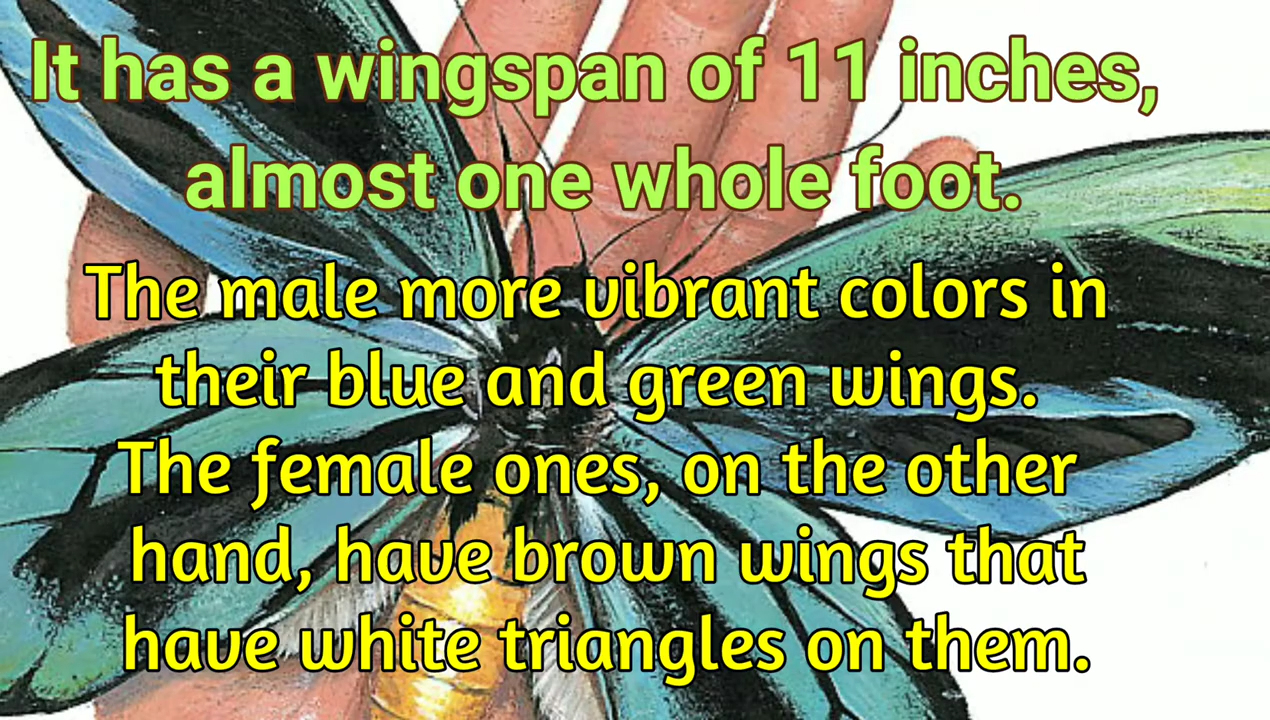 It has a wingspan of 11 inches,
almost one whole foot.
The male more vibrant colors in
their blue and green wings.
The female ones, on the other
hand, have brown wings that
have white triangles on them.